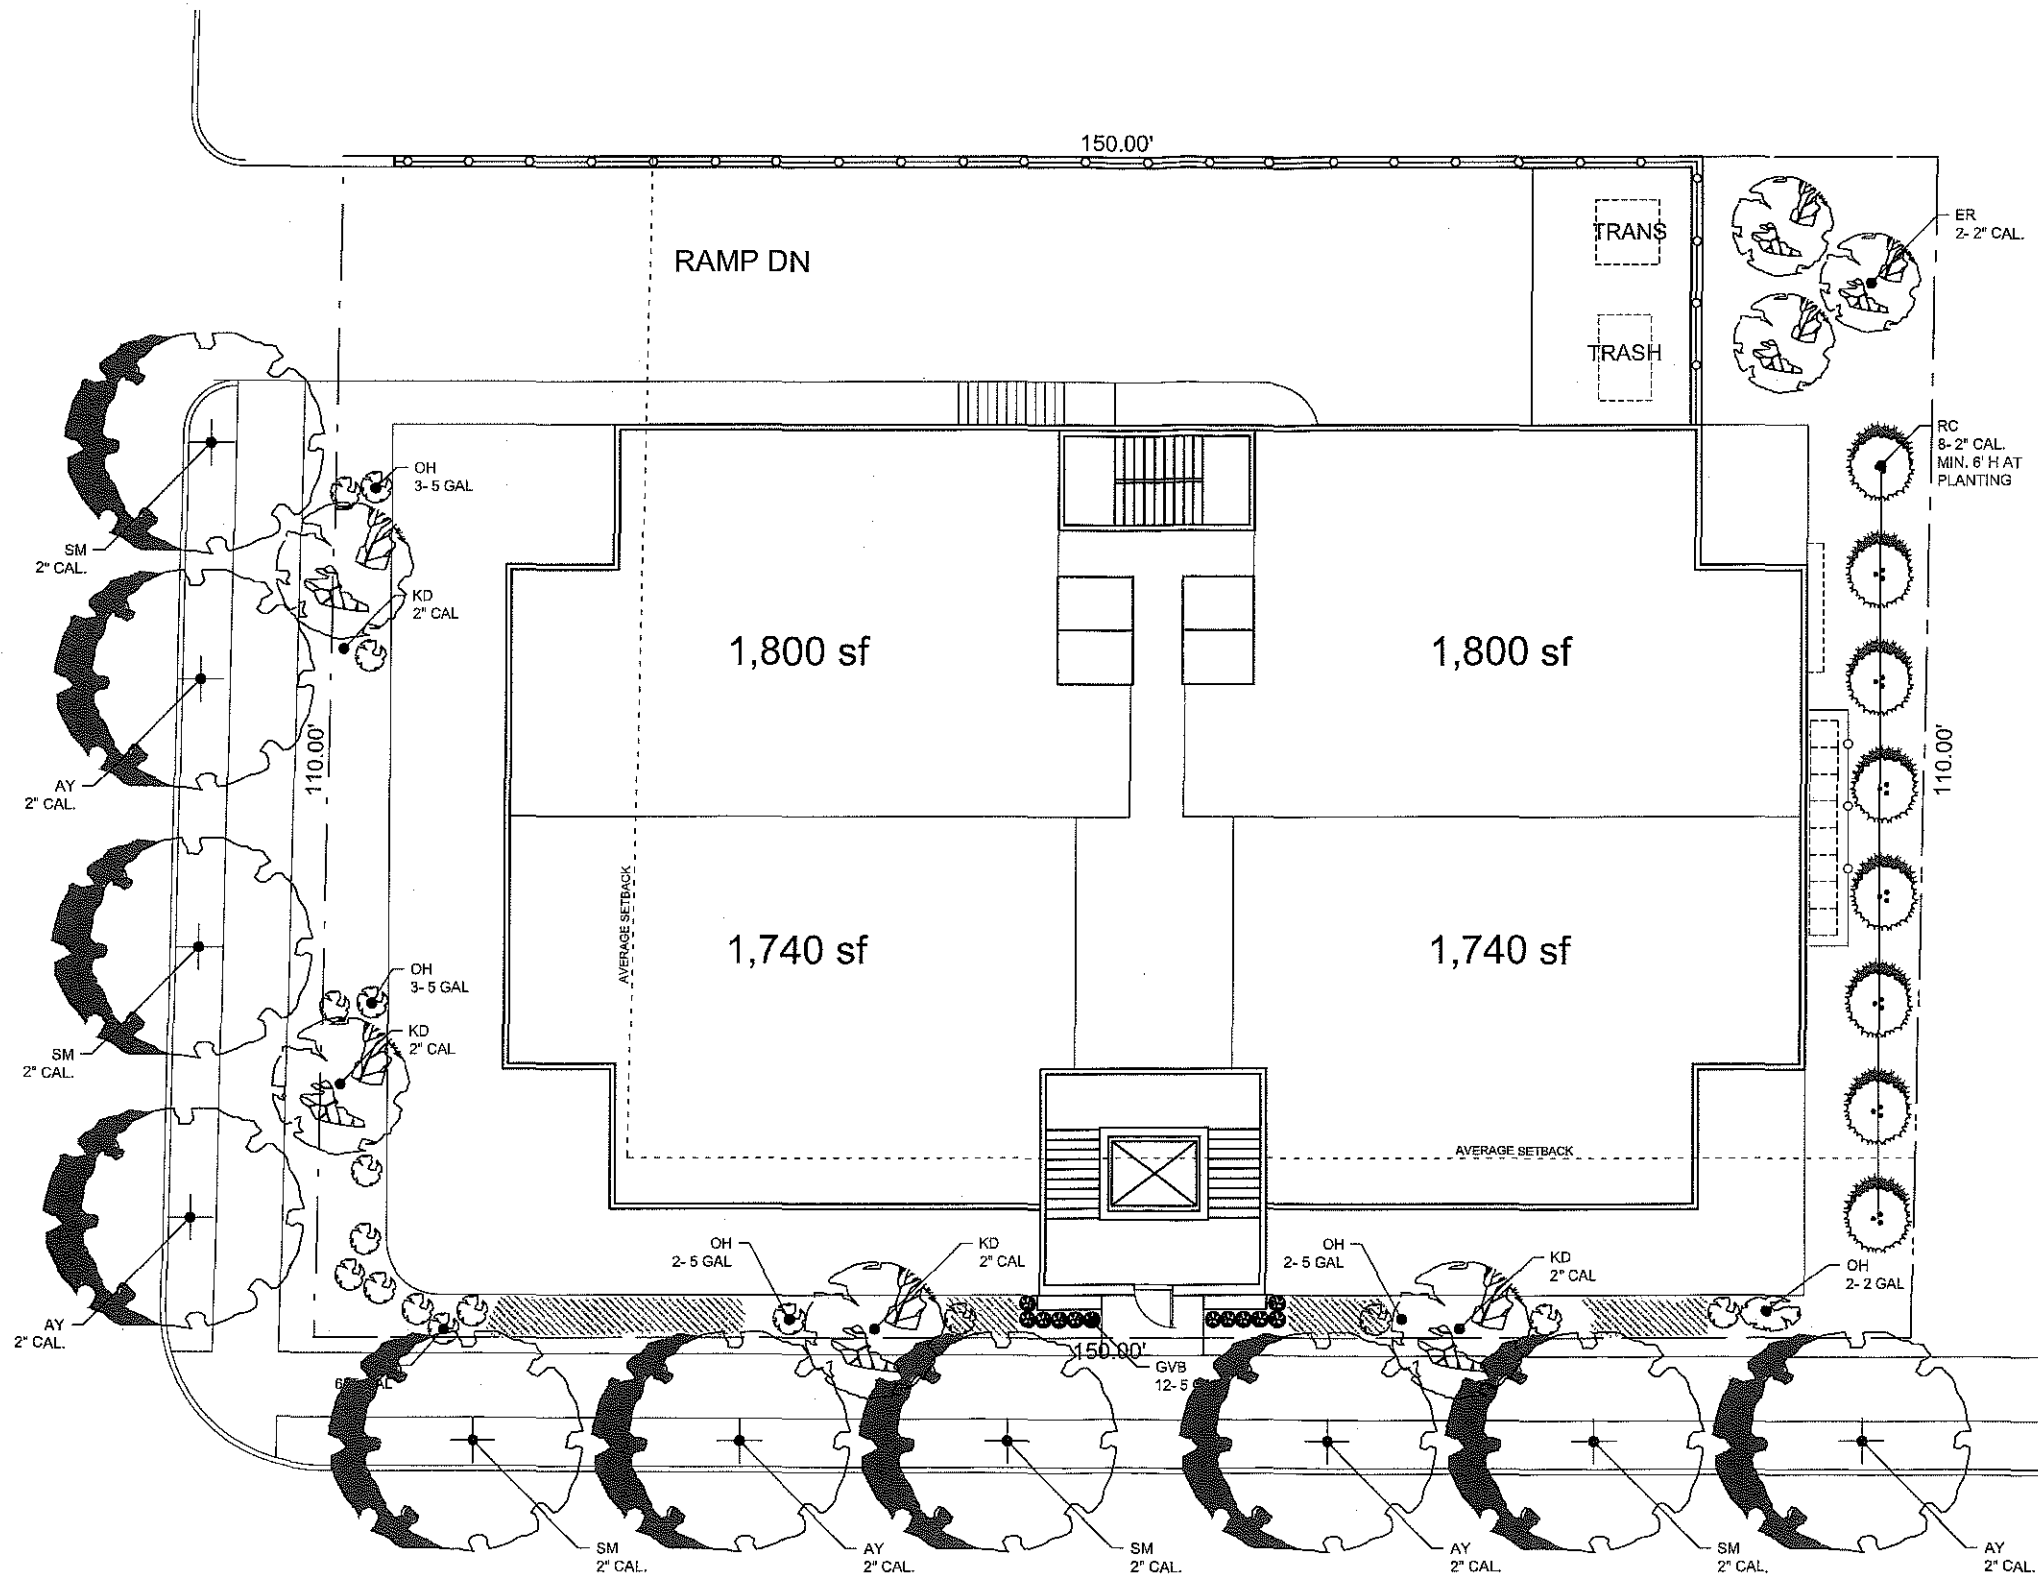 150.00'
ER
2- 2" CAL.
TRANS
RAMP DN
TRASH
RC
8- 2" CAL.
MIN. 6' H AT
PLANTING
OH
3- 5 GAL
SM
2" CAL.
KD
2" CAL
1,800 sf
1,800 sf
110.00'
110.00'
AY
2" CAL.
AVERAGE SETBACK
1,740 sf
1,740 sf
OH
3- 5 GAL
KD
2" CAL
SM
2" CAL.
AVERAGE SETBACK
OH
2- 5 GAL
KD
2" CAL
OH
2- 5 GAL
KD
2" CAL
OH
2- 2 GAL
AY
2" CAL.
150.00'
GVB
12- 5
SM
2" CAL.
AY
2" CAL.
SM
2" CAL.
AY
2" CAL.
SM
2" CAL.
AY
2" CAL.